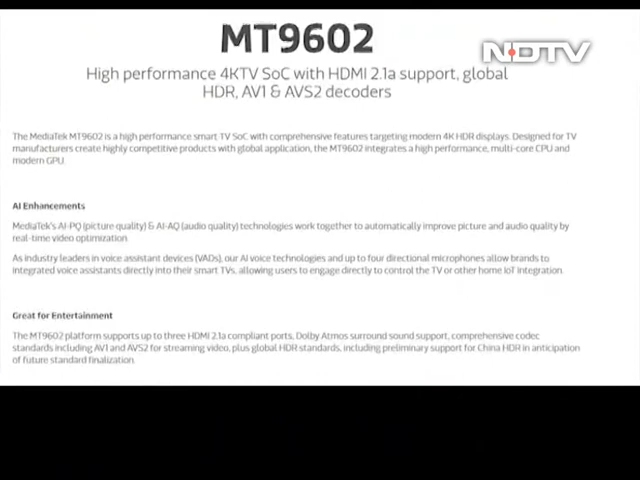 MT9602
NDTV
High performance 4KTV SoC with HDMI 2.1a support, global
HDR, AV1 & AVS2 decoders
The MediaTek MT9602 is a high performance smart TV SoC with comprehensive features targeting modern 4K HDR displays. Designed for TV
manufacturers create highly competitive products with global application, the MT9602 integrates a high performance, multi-core CPU and
modern GPU.
AI Enhancements
MediaTek's AI-PQ (picture quality) & AI-AQ (audio quality) technologies work together to automatically improve picture and audio quality by
real-time video optimization
As industry leaders in voice assistant devices (VADs), our AI voice technologies and up to four directional microphones allow brands to
integrated voice assistants directly into their smart TVs, allowing users to engage directly to control the TV or other home IoT integration.
Great for Entertainment
The MT9602 platform supports up to three HDMI 2.1a compliant ports, Dolby Atmos surround sound support, comprehensive codec
standards including AV1 and AVS2 for streaming video, plus global HDR standards, including preliminary support for China HDR in anticipation
of future standard finalization.